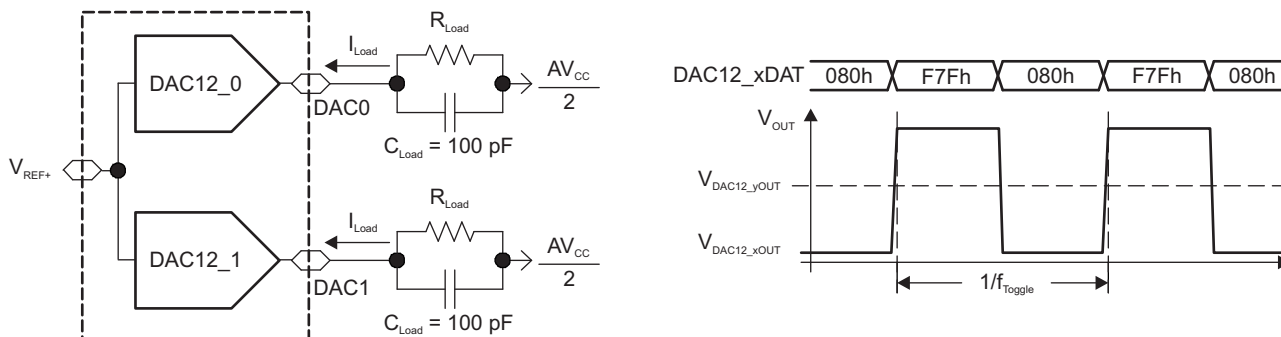 DAC12_0
I_Load
DAC0
R_Load
C_Load = 100 pF
AV_CC
2
V_REF+
DAC12_1
I_Load
DAC1
R_Load
C_Load = 100 pF
AV_CC
2
DAC12_xDAT 080h F7Fh 080h F7Fh 080h
V_OUT
V_DAC12_yOUT
V_DAC12_xOUT
1/f_Toggle